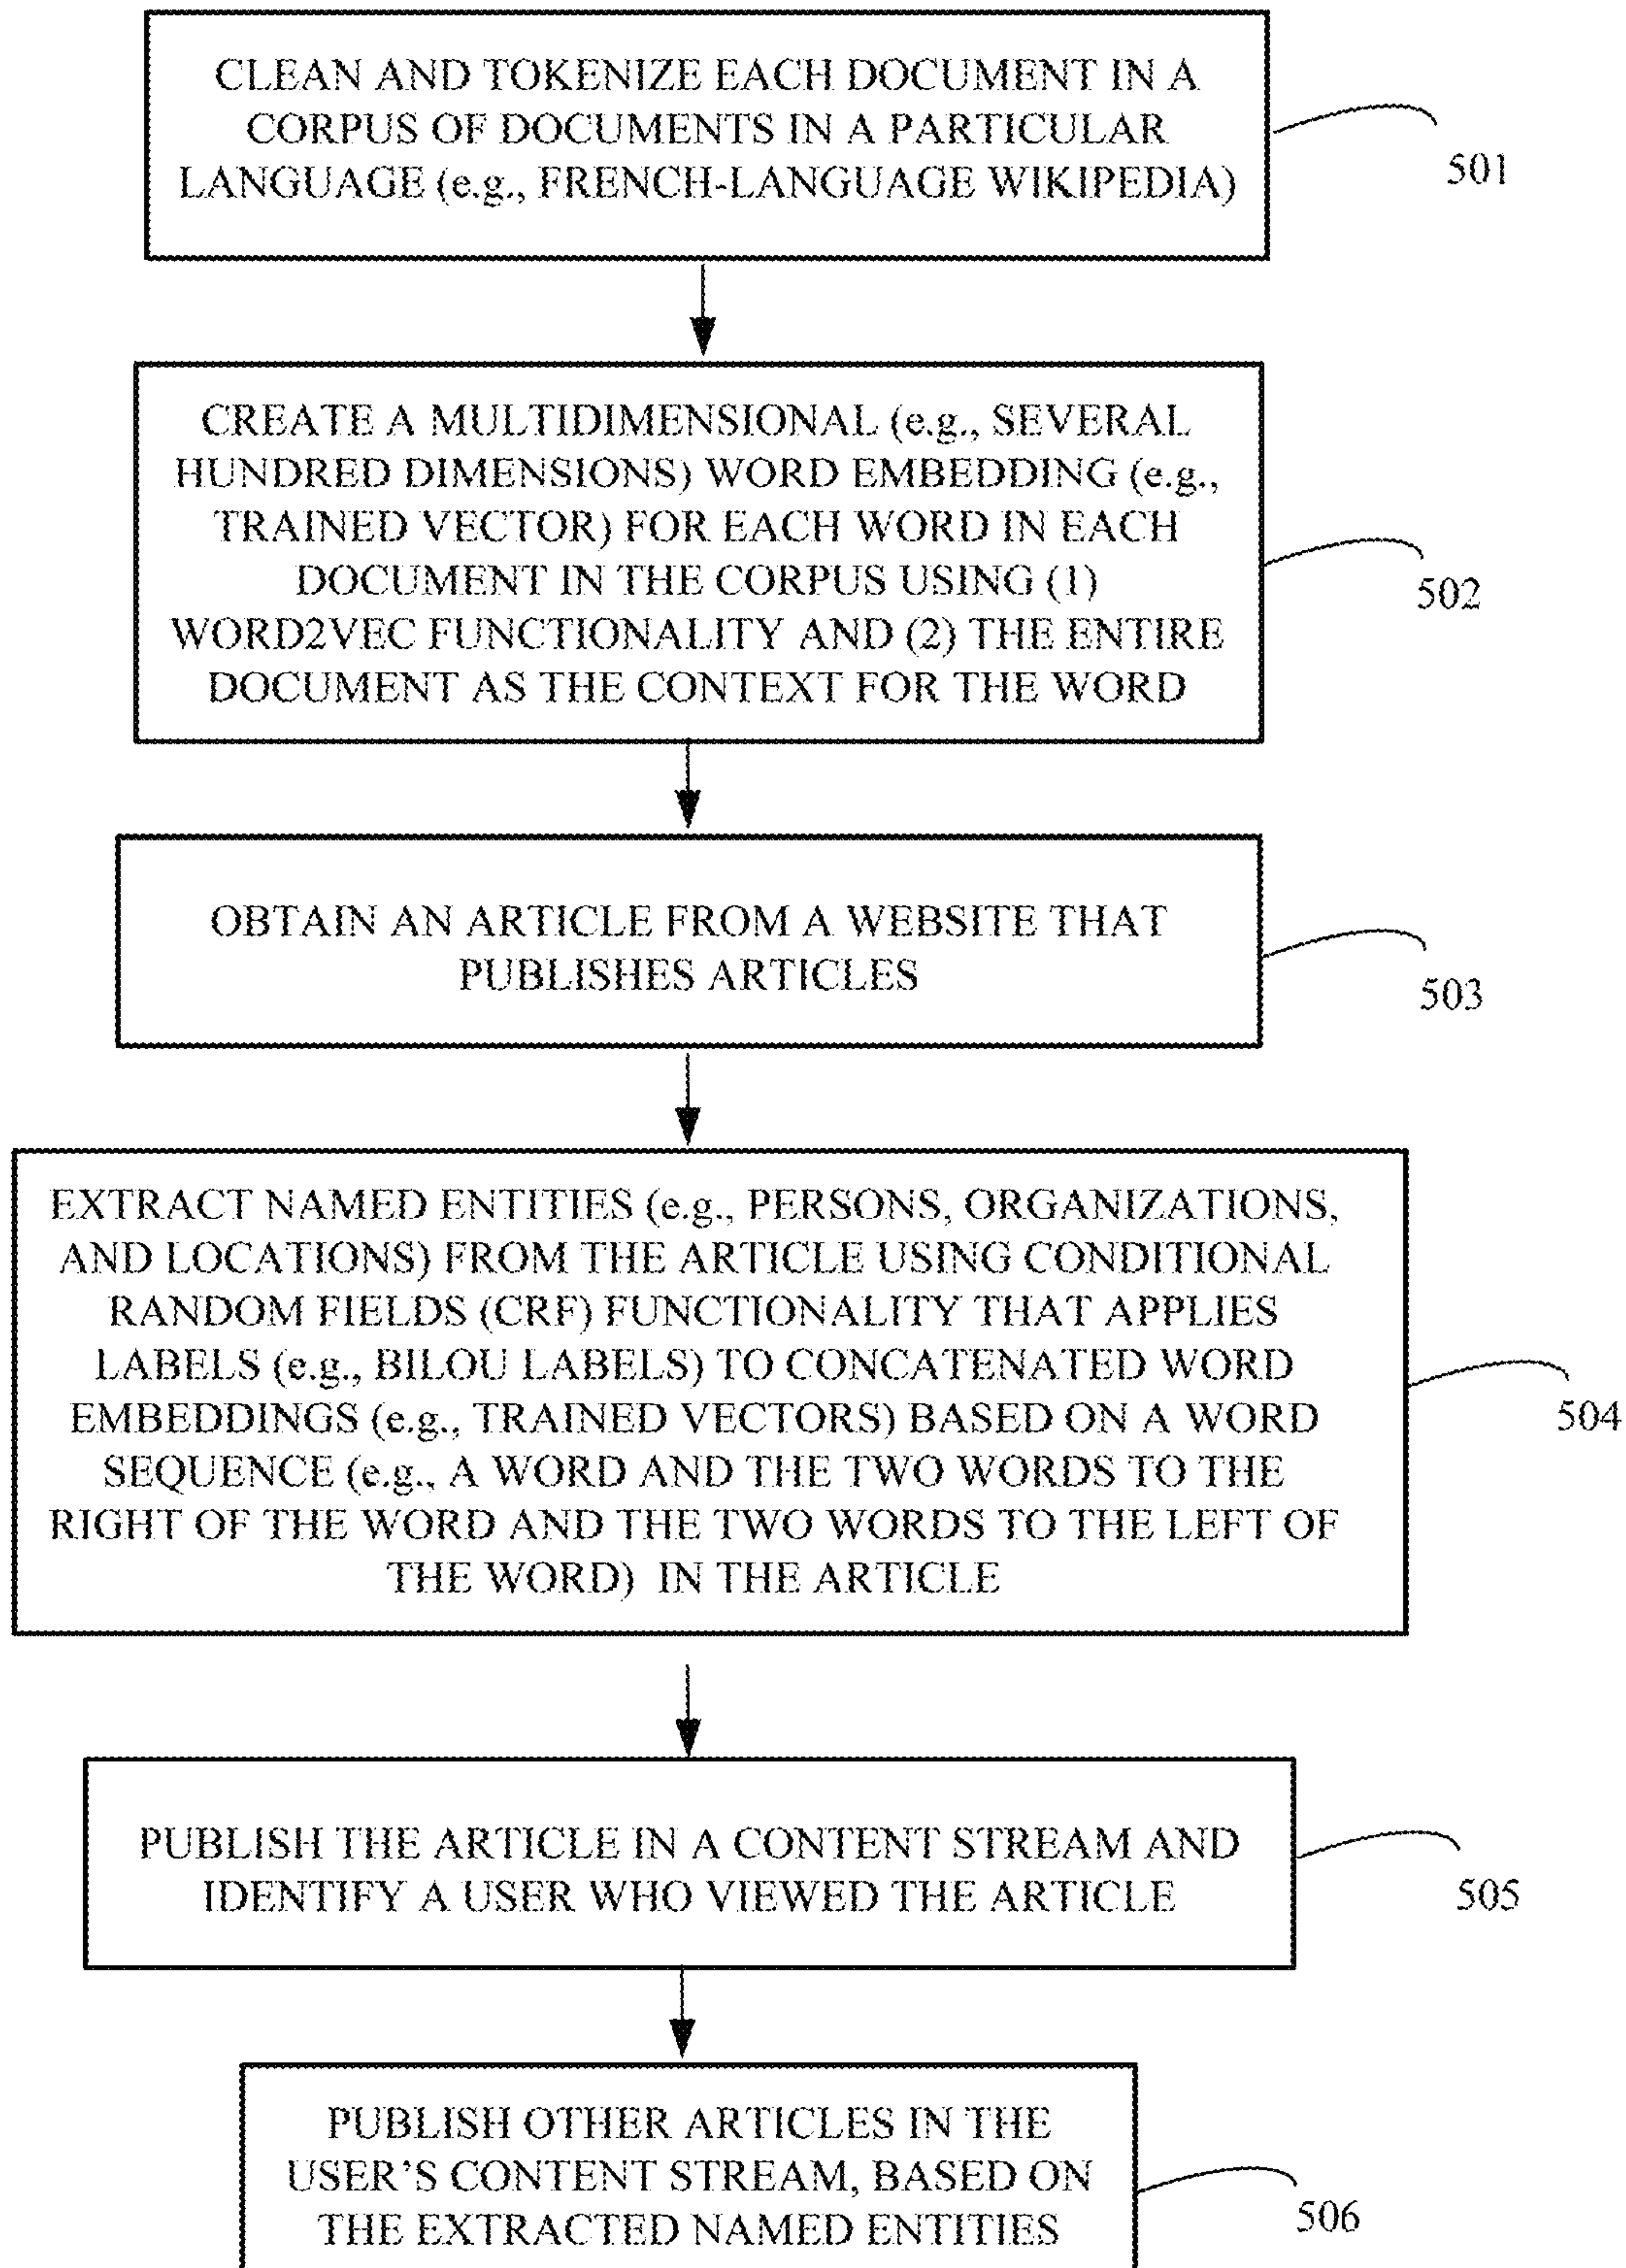 CLEAN AND TOKENIZE EACH DOCUMENT IN A
CORPUS OF DOCUMENTS IN A PARTICULAR
LANGUAGE (e.g., FRENCH-LANGUAGE WIKIPEDIA)
501
CREATE A MULTIDIMENSIONAL (e.g., SEVERAL
HUNDRED DIMENSIONS) WORD EMBEDDING (e.g.,
TRAINED VECTOR) FOR EACH WORD IN EACH
DOCUMENT IN THE CORPUS USING (1)
WORD2VEC FUNCTIONALITY AND (2) THE ENTIRE
DOCUMENT AS THE CONTEXT FOR THE WORD
502
OBTAIN AN ARTICLE FROM A WEBSITE THAT
PUBLISHES ARTICLES
503
EXTRACT NAMED ENTITIES (e.g., PERSONS, ORGANIZATIONS,
AND LOCATIONS) FROM THE ARTICLE USING CONDITIONAL
RANDOM FIELDS (CRF) FUNCTIONALITY THAT APPLIES
LABELS (e.g., BILOU LABELS) TO CONCATENATED WORD
EMBEDDINGS (e.g., TRAINED VECTORS) BASED ON A WORD
SEQUENCE (e.g., A WORD AND THE TWO WORDS TO THE
RIGHT OF THE WORD AND THE TWO WORDS TO THE LEFT OF
THE WORD) IN THE ARTICLE
504
PUBLISH THE ARTICLE IN A CONTENT STREAM AND
IDENTIFY A USER WHO VIEWED THE ARTICLE
505
PUBLISH OTHER ARTICLES IN THE
USER'S CONTENT STREAM, BASED ON
THE EXTRACTED NAMED ENTITIES
506